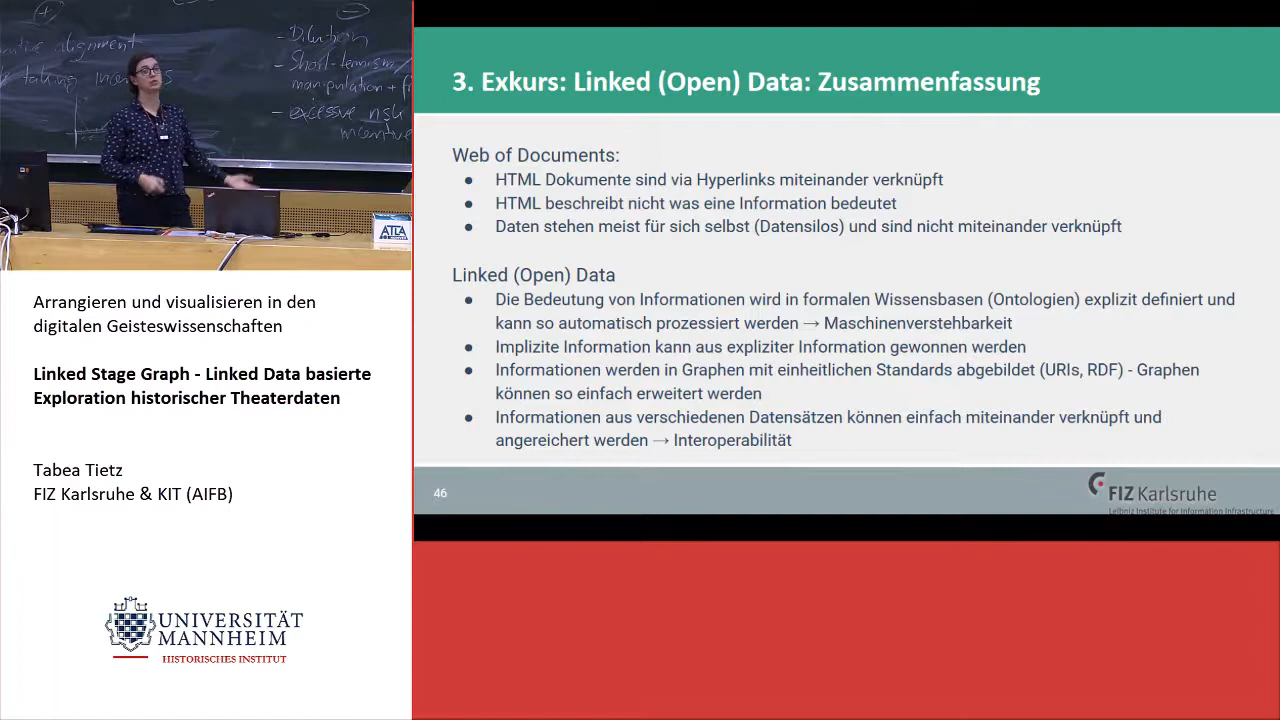 alignment
taking incentives
- Dilution
- Short-termism
manipulation +
- excessive risk
incentive
ATLA
3. Exkurs: Linked (Open) Data: Zusammenfassung
Web of Documents:
● HTML Dokumente sind via Hyperlinks miteinander verknüpft
● HTML beschreibt nicht was eine Information bedeutet
● Daten stehen meist für sich selbst (Datensilos) und sind nicht miteinander verknüpft
Linked (Open) Data
● Die Bedeutung von Informationen wird in formalen Wissensbasen (Ontologien) explizit definiert und
kann so automatisch prozessiert werden → Maschinenverstehbarkeit
● Implizite Information kann aus expliziter Information gewonnen werden
● Informationen werden in Graphen mit einheitlichen Standards abgebildet (URIs, RDF) - Graphen
können so einfach erweitert werden
● Informationen aus verschiedenen Datensätzen können einfach miteinander verknüpft und
angereichert werden → Interoperabilität
46
FIZ Karlsruhe
Leibniz Institute for Information Infrastructure
Arrangieren und visualisieren in den
digitalen Geisteswissenschaften
Linked Stage Graph - Linked Data basierte
Exploration historischer Theaterdaten
Tabea Tietz
FIZ Karlsruhe & KIT (AIFB)
UNIVERSITÄT
MANNHEIM
HISTORISCHES INSTITUT